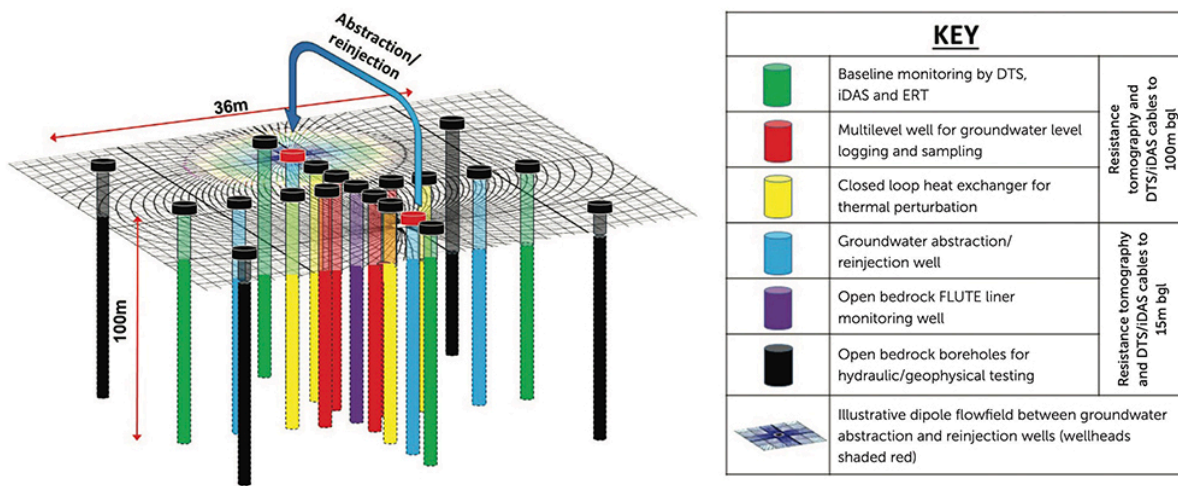 Abstraction/
reinjection
36m
100m
KEY
Baseline monitoring by DTS,
iDAS and ERT
Multilevel well for groundwater level
logging and sampling
Closed loop heat exchanger for
thermal perturbation
Resistance
tomography and
DTS/iDAS cables to
100m bgl
Groundwater abstraction/
reinjection well
Open bedrock FLUTE liner
monitoring well
Open bedrock boreholes for
hydraulic/geophysical testing
Resistance tomography
and DTS/iDAS cables to
15m bgl
Illustrative dipole flowfield between groundwater
abstraction and reinjection wells (wellheads
shaded red)